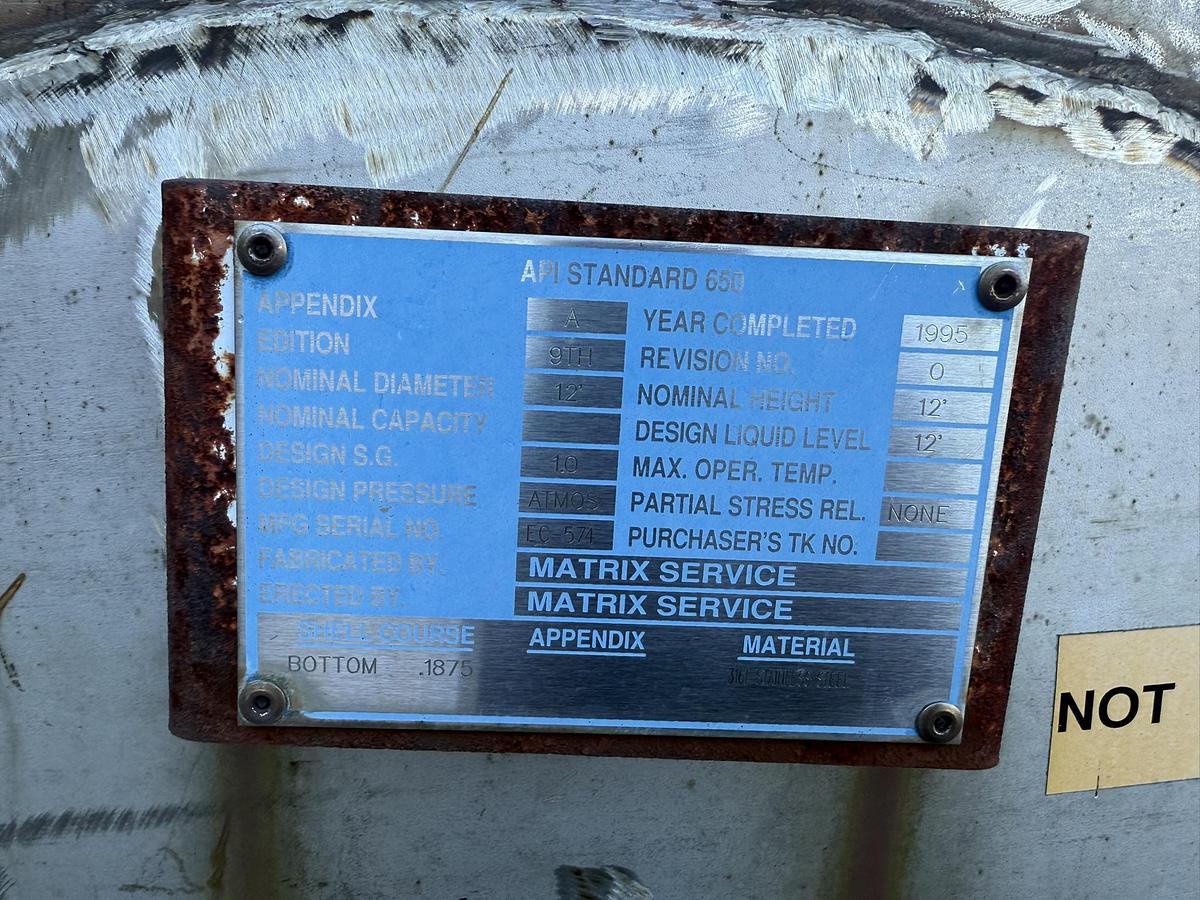 API STANDARD 650
APPENDIX A YEAR COMPLETED 1995
EDITION 9TH REVISION NO. 0
NOMINAL DIAMETER 12' NOMINAL HEIGHT 12'
NOMINAL CAPACITY DESIGN LIQUID LEVEL 12'
DESIGN S.G. 1.0 MAX. OPER. TEMP.
DESIGN PRESSURE ATMOS PARTIAL STRESS REL. NONE
MFG SERIAL NO. EC-574 PURCHASER'S TK NO.
FABRICATED BY. MATRIX SERVICE
ERECTED BY. MATRIX SERVICE
SHELL COURSE APPENDIX MATERIAL
BOTTOM .1875 316L STAINLESS STEEL
NOT